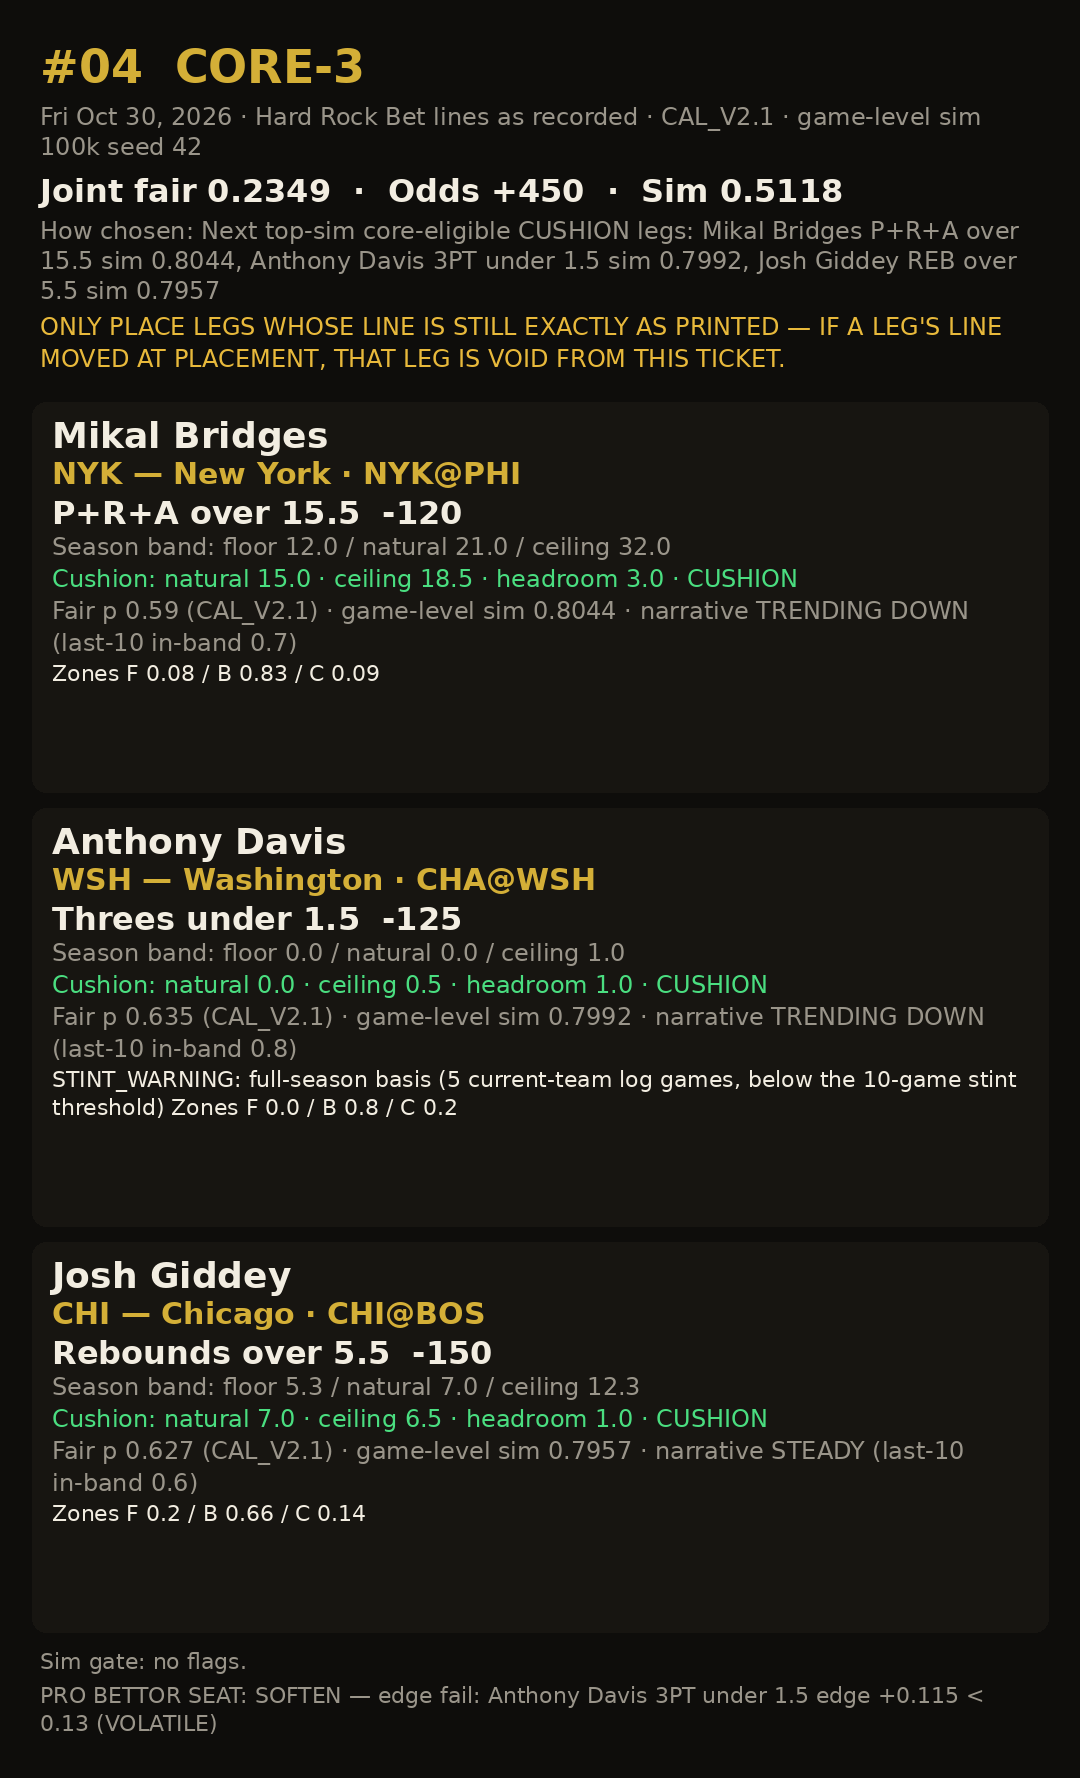 #04  CORE-3
Fri Oct 30, 2026 · Hard Rock Bet lines as recorded · CAL_V2.1 · game-level sim
100k seed 42
Joint fair 0.2349  ·  Odds +450  ·  Sim 0.5118
How chosen: Next top-sim core-eligible CUSHION legs: Mikal Bridges P+R+A over
15.5 sim 0.8044, Anthony Davis 3PT under 1.5 sim 0.7992, Josh Giddey REB over
5.5 sim 0.7957
ONLY PLACE LEGS WHOSE LINE IS STILL EXACTLY AS PRINTED — IF A LEG'S LINE
MOVED AT PLACEMENT, THAT LEG IS VOID FROM THIS TICKET.
Mikal Bridges
NYK — New York · NYK@PHI
P+R+A over 15.5  -120
Season band: floor 12.0 / natural 21.0 / ceiling 32.0
Cushion: natural 15.0 · ceiling 18.5 · headroom 3.0 · CUSHION
Fair p 0.59 (CAL_V2.1) · game-level sim 0.8044 · narrative TRENDING DOWN
(last-10 in-band 0.7)
Zones F 0.08 / B 0.83 / C 0.09
Anthony Davis
WSH — Washington · CHA@WSH
Threes under 1.5  -125
Season band: floor 0.0 / natural 0.0 / ceiling 1.0
Cushion: natural 0.0 · ceiling 0.5 · headroom 1.0 · CUSHION
Fair p 0.635 (CAL_V2.1) · game-level sim 0.7992 · narrative TRENDING DOWN
(last-10 in-band 0.8)
STINT_WARNING: full-season basis (5 current-team log games, below the 10-game stint
threshold) Zones F 0.0 / B 0.8 / C 0.2
Josh Giddey
CHI — Chicago · CHI@BOS
Rebounds over 5.5  -150
Season band: floor 5.3 / natural 7.0 / ceiling 12.3
Cushion: natural 7.0 · ceiling 6.5 · headroom 1.0 · CUSHION
Fair p 0.627 (CAL_V2.1) · game-level sim 0.7957 · narrative STEADY (last-10
in-band 0.6)
Zones F 0.2 / B 0.66 / C 0.14
Sim gate: no flags.
PRO BETTOR SEAT: SOFTEN — edge fail: Anthony Davis 3PT under 1.5 edge +0.115 <
0.13 (VOLATILE)